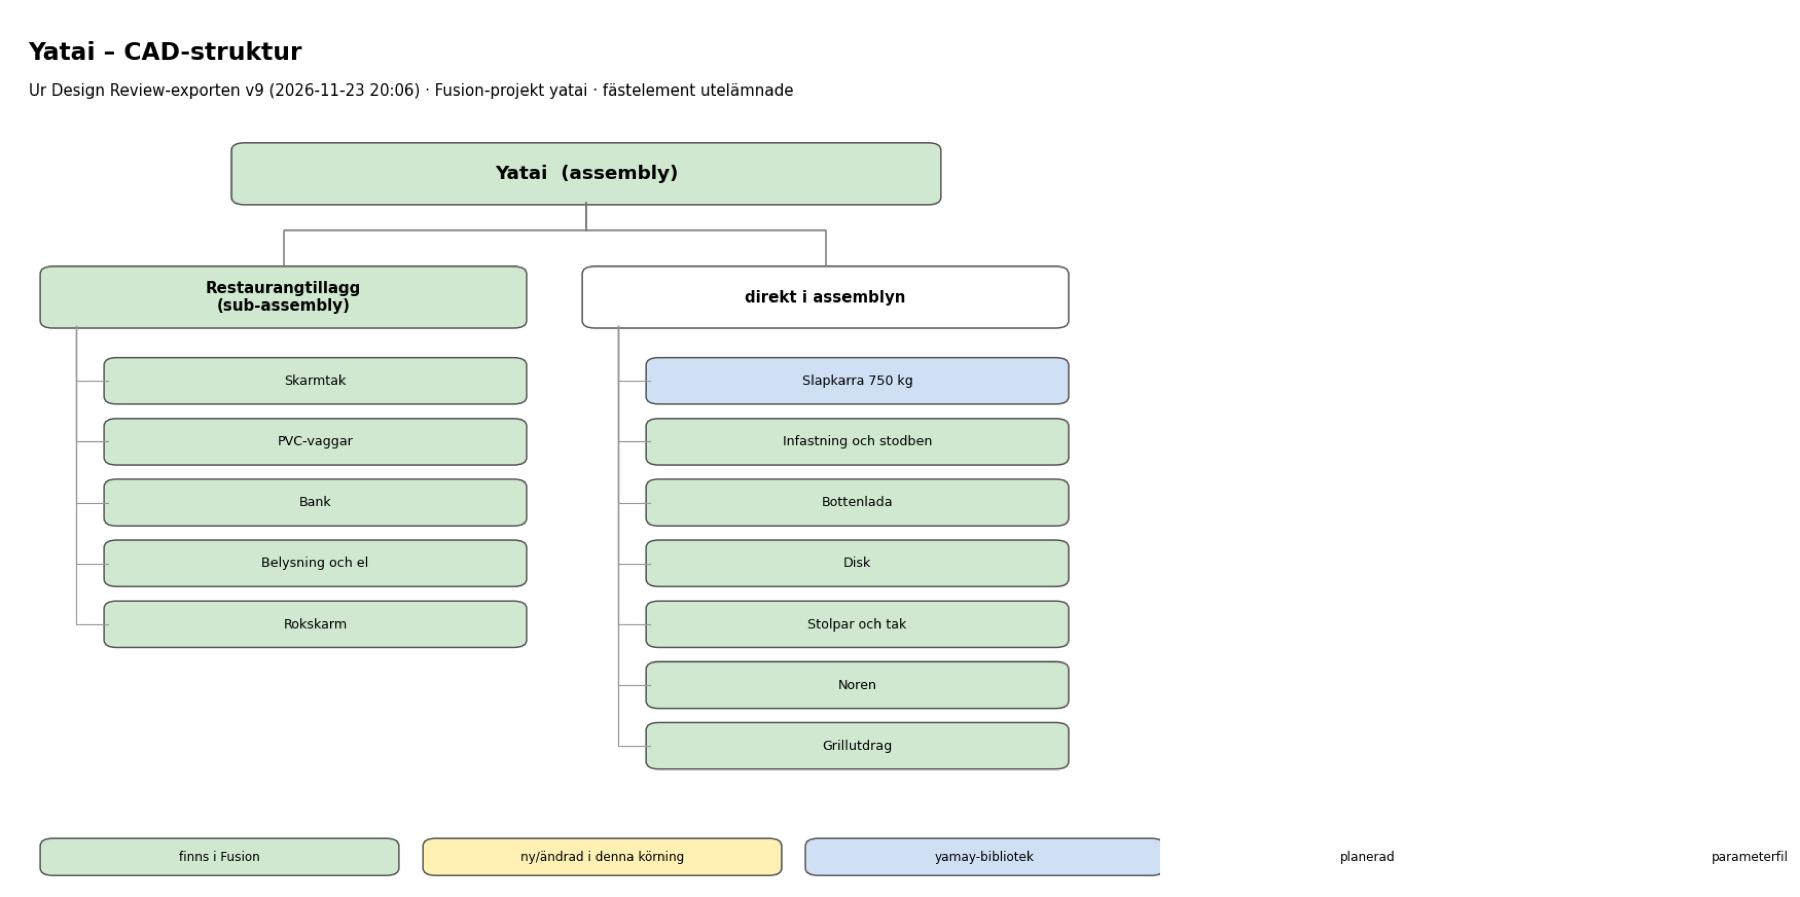 Yatai – CAD-struktur
Ur Design Review-exporten v9 (2026-11-23 20:06) · Fusion-projekt yatai · fästelement utelämnade
Yatai (assembly)
Restaurangtillagg
(sub-assembly)
direkt i assemblyn
Skarmtak
PVC-vaggar
Bank
Belysning och el
Rokskarm
Slapkarra 750 kg
Infastning och stodben
Bottenlada
Disk
Stolpar och tak
Noren
Grillutdrag
finns i Fusion
ny/ändrad i denna körning
yamay-bibliotek
planerad
parameterfil